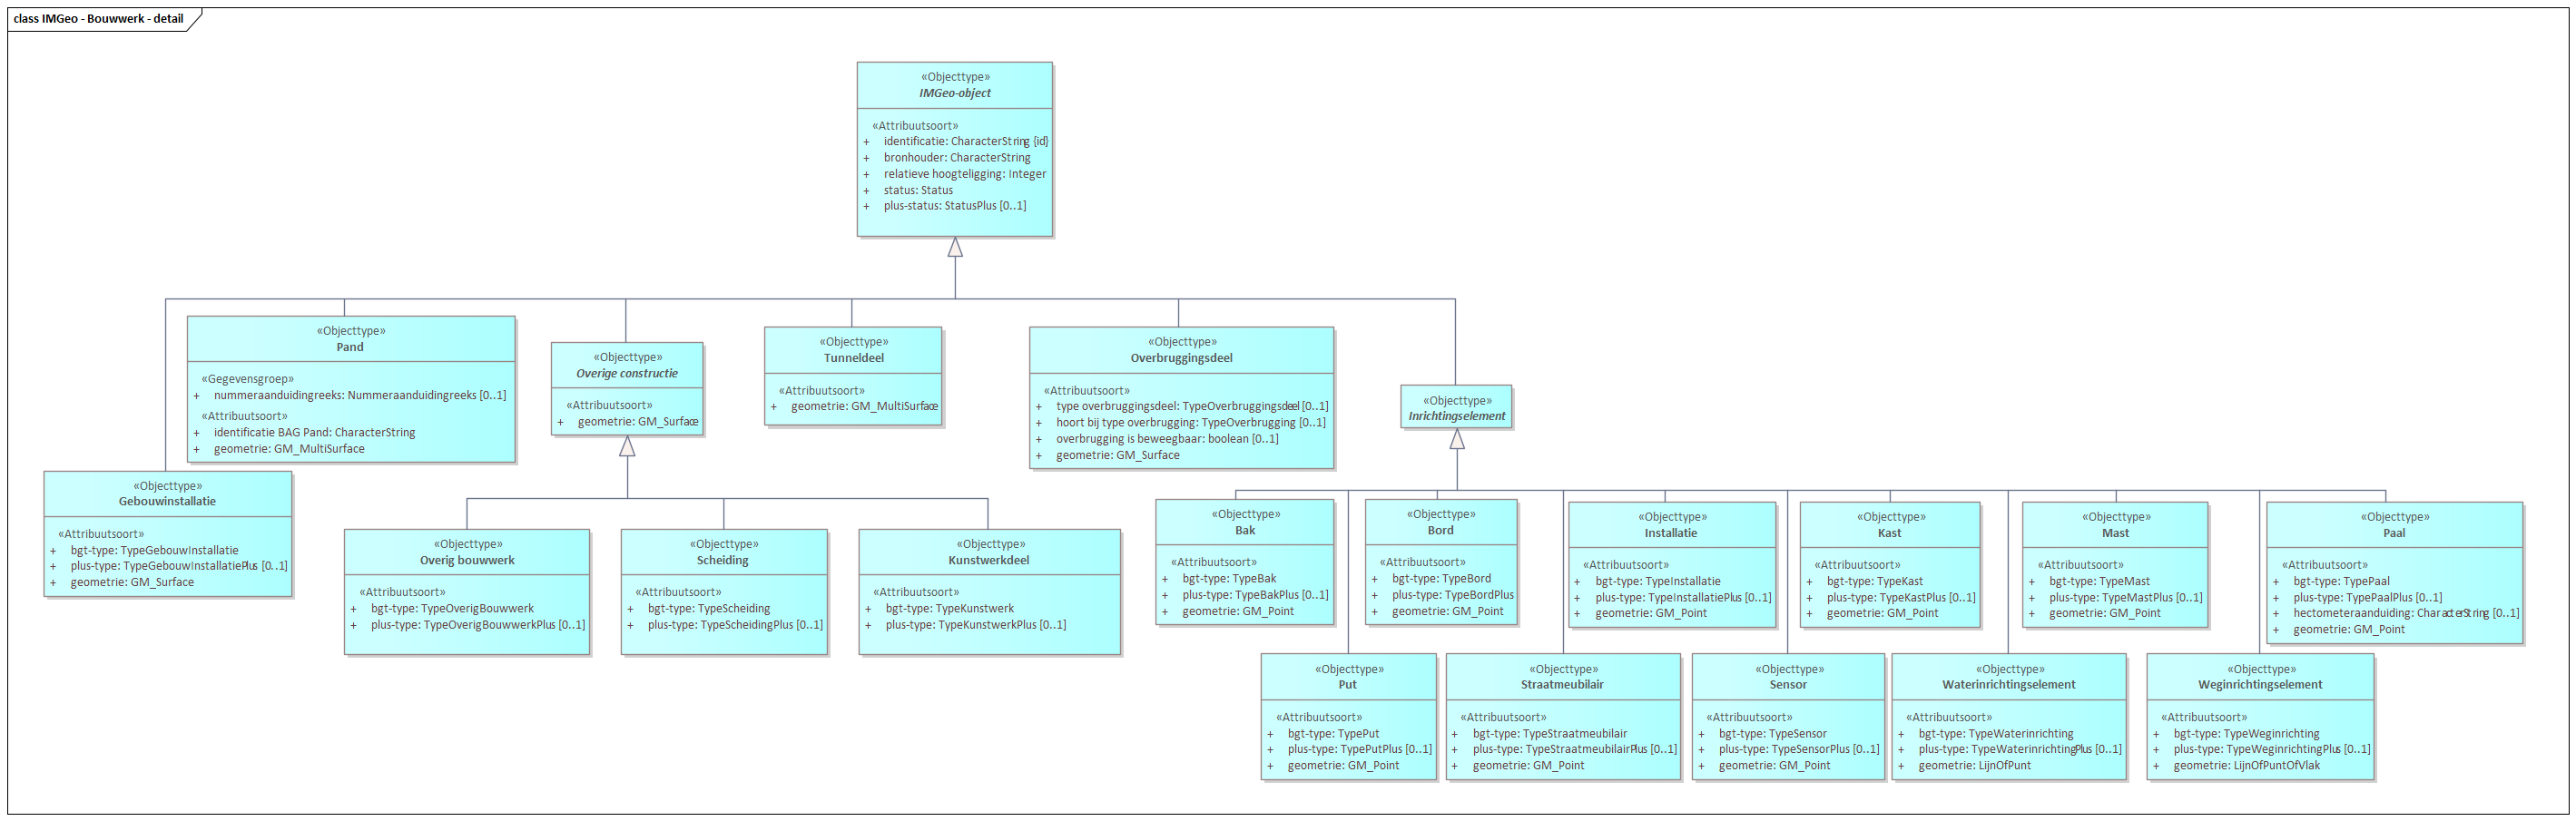 class IMGeo - Bouwwerk - detail
«Objecttype»
IMGeo-object
«Attribuutsoort»
+ identificatie: CharacterString {id}
+ bronhouder: CharacterString
+ relatieve hoogteligging: Integer
+ status: Status
+ plus-status: StatusPlus [0..1]
«Objecttype»
Pand
«Gegevensgroep»
+ nummeraanduidingreeks: Nummeraanduidingreeks [0..1]
«Attribuutsoort»
+ identificatie BAG Pand: CharacterString
+ geometrie: GM_MultiSurface
«Objecttype»
Overige constructie
«Attribuutsoort»
+ geometrie: GM_Surface
«Objecttype»
Tunneldeel
«Attribuutsoort»
+ geometrie: GM_MultiSurface
«Objecttype»
Overbruggingsdeel
«Attribuutsoort»
+ type overbruggingsdeel: TypeOverbruggingsdeel [0..1]
+ hoort bij type overbrugging: TypeOverbrugging [0..1]
+ overbrugging is beweegbaar: boolean [0..1]
+ geometrie: GM_Surface
«Objecttype»
Inrichtingselement
«Objecttype»
Gebouwinstallatie
«Attribuutsoort»
+ bgt-type: TypeGebouwInstallatie
+ plus-type: TypeGebouwInstallatiePlus [0..1]
+ geometrie: GM_Surface
«Objecttype»
Overig bouwwerk
«Attribuutsoort»
+ bgt-type: TypeOverigBouwwerk
+ plus-type: TypeOverigBouwwerkPlus [0..1]
«Objecttype»
Scheiding
«Attribuutsoort»
+ bgt-type: TypeScheiding
+ plus-type: TypeScheidingPlus [0..1]
«Objecttype»
Kunstwerkdeel
«Attribuutsoort»
+ bgt-type: TypeKunstwerk
+ plus-type: TypeKunstwerkPlus [0..1]
«Objecttype»
Bak
«Attribuutsoort»
+ bgt-type: TypeBak
+ plus-type: TypeBakPlus [0..1]
+ geometrie: GM_Point
«Objecttype»
Bord
«Attribuutsoort»
+ bgt-type: TypeBord
+ plus-type: TypeBordPlus
+ geometrie: GM_Point
«Objecttype»
Installatie
«Attribuutsoort»
+ bgt-type: TypeInstallatie
+ plus-type: TypeInstallatiePlus [0..1]
+ geometrie: GM_Point
«Objecttype»
Kast
«Attribuutsoort»
+ bgt-type: TypeKast
+ plus-type: TypeKastPlus [0..1]
+ geometrie: GM_Point
«Objecttype»
Mast
«Attribuutsoort»
+ bgt-type: TypeMast
+ plus-type: TypeMastPlus [0..1]
+ geometrie: GM_Point
«Objecttype»
Paal
«Attribuutsoort»
+ bgt-type: TypePaal
+ plus-type: TypePaalPlus [0..1]
+ hectometeraanduiding: CharacterString [0..1]
+ geometrie: GM_Point
«Objecttype»
Put
«Attribuutsoort»
+ bgt-type: TypePut
+ plus-type: TypePutPlus [0..1]
+ geometrie: GM_Point
«Objecttype»
Straatmeubilair
«Attribuutsoort»
+ bgt-type: TypeStraatmeubilair
+ plus-type: TypeStraatmeubilairPlus [0..1]
+ geometrie: GM_Point
«Objecttype»
Sensor
«Attribuutsoort»
+ bgt-type: TypeSensor
+ plus-type: TypeSensorPlus [0..1]
+ geometrie: GM_Point
«Objecttype»
Waterinrichtingselement
«Attribuutsoort»
+ bgt-type: TypeWaterinrichting
+ plus-type: TypeWaterinrichtingPlus [0..1]
+ geometrie: LijnOfPunt
«Objecttype»
Weginrichtingselement
«Attribuutsoort»
+ bgt-type: TypeWeginrichting
+ plus-type: TypeWeginrichtingPlus [0..1]
+ geometrie: LijnOfPuntOfVlak